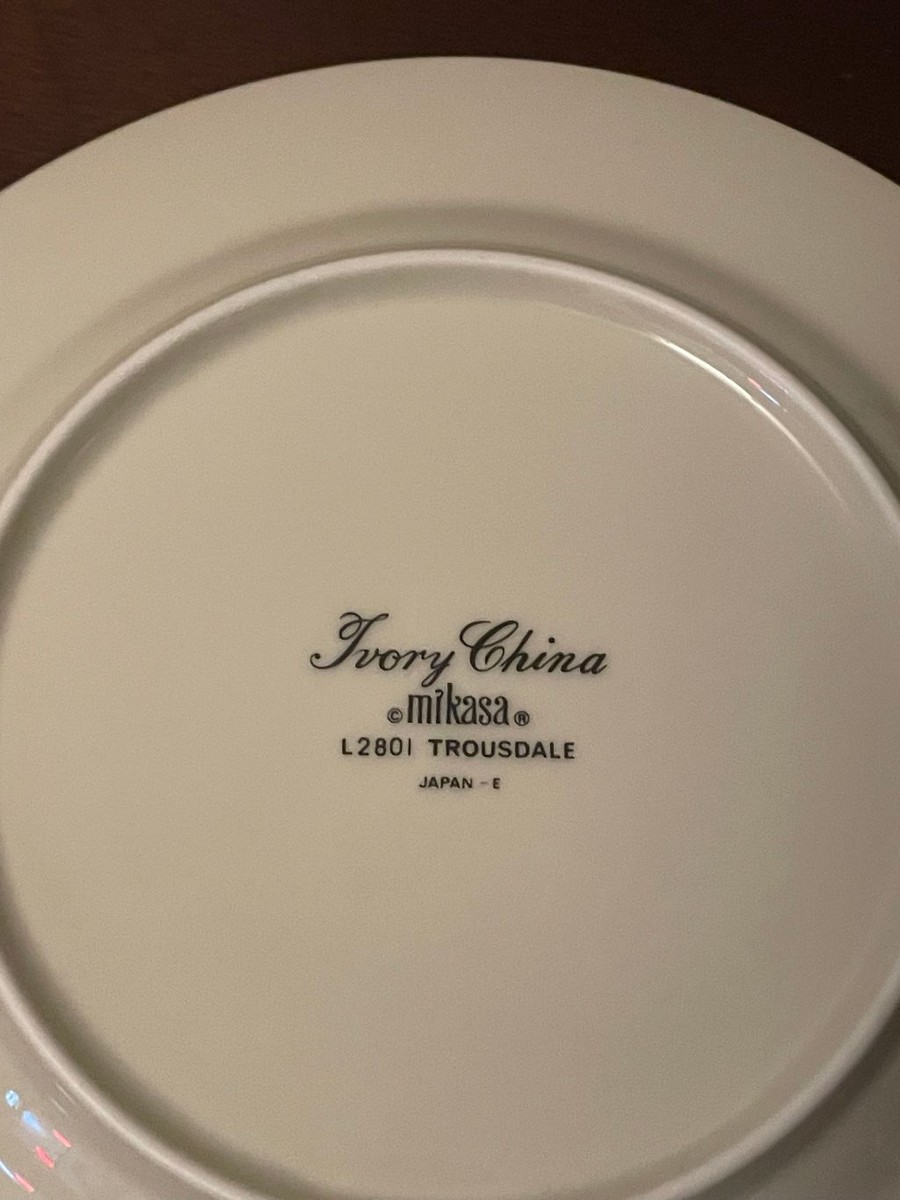 Ivory China
© mikasa ®
L2801 TROUSDALE
JAPAN - E